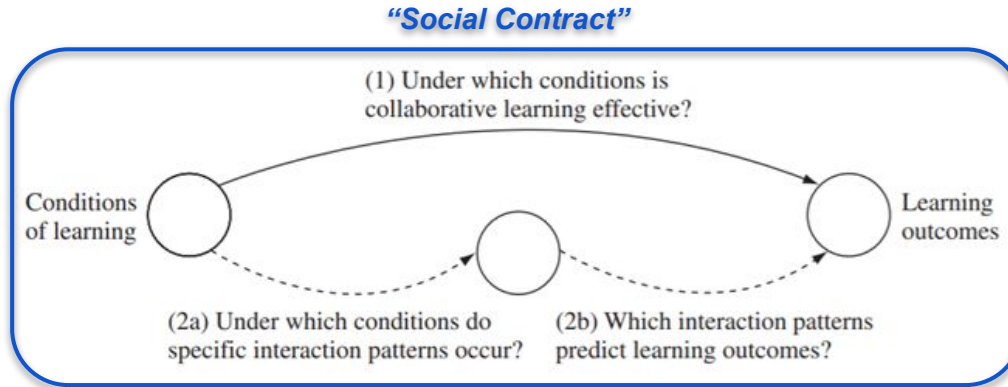 “Social Contract”
(1) Under which conditions is
collaborative learning effective?
Conditions
of learning
Learning
outcomes
(2a) Under which conditions do
specific interaction patterns occur?
(2b) Which interaction patterns
predict learning outcomes?